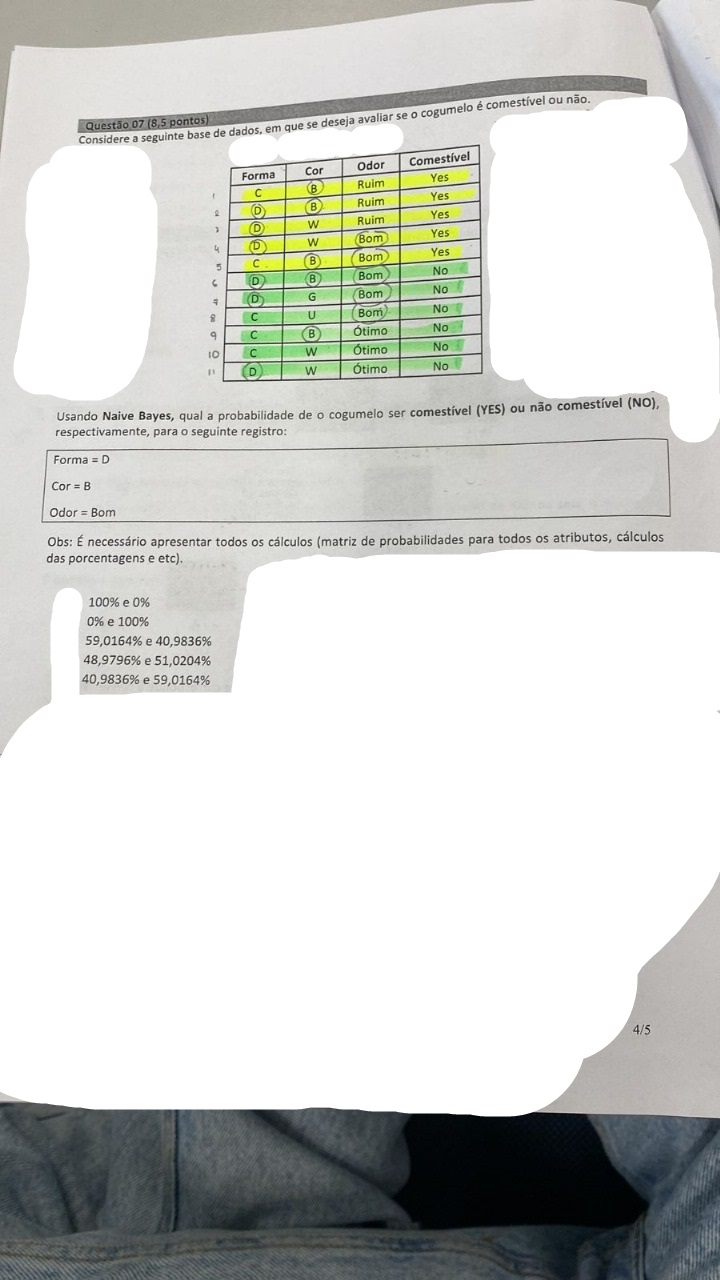 Questão 07 (8,5 pontos)
Considere a seguinte base de dados, em que se deseja avaliar se o cogumelo é comestível ou não.
Forma Cor Odor Comestível
1 C B Ruim Yes
2 D B Ruim Yes
3 D W Ruim Yes
4 D W Bom Yes
5 C B Bom Yes
6 D B Bom No
7 D G Bom No
8 C U Bom No
9 C B Ótimo No
10 C W Ótimo No
11 D W Ótimo No
Usando Naive Bayes, qual a probabilidade de o cogumelo ser comestível (YES) ou não comestível (NO),
respectivamente, para o seguinte registro:
Forma = D
Cor = B
Odor = Bom
Obs: É necessário apresentar todos os cálculos (matriz de probabilidades para todos os atributos, cálculos
das porcentagens e etc).
100% e 0%
0% e 100%
59,0164% e 40,9836%
48,9796% e 51,0204%
40,9836% e 59,0164%
4/5